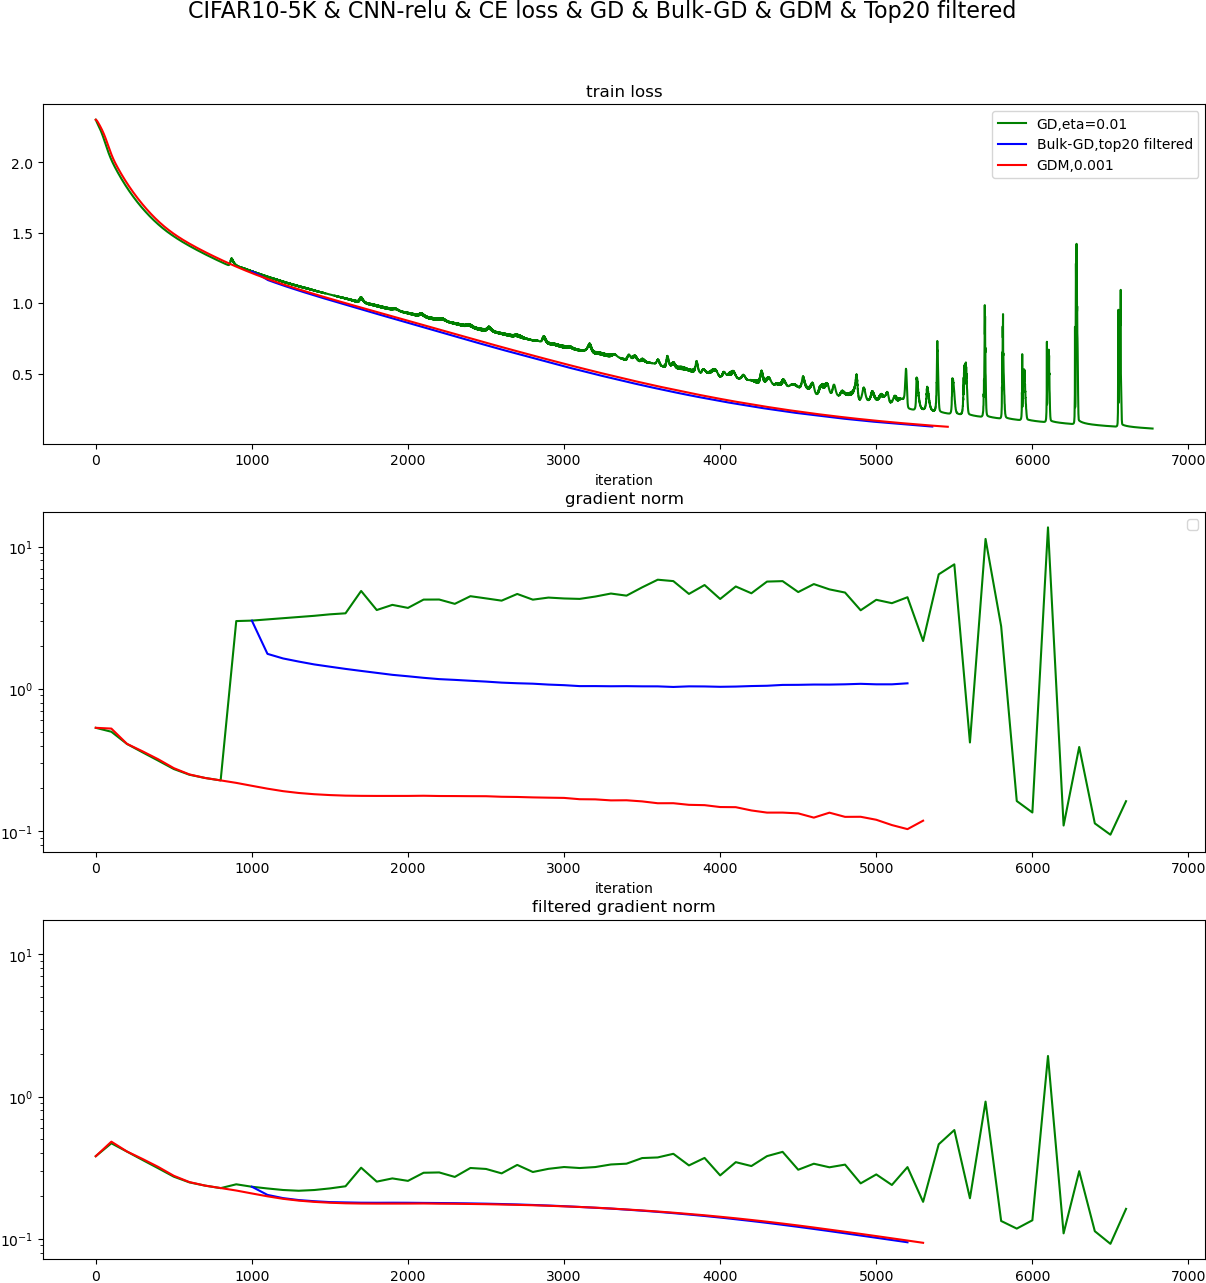 CIFAR10-5K & CNN-relu & CE loss & GD & Bulk-GD & GDM & Top20 filtered
train loss
GD,eta=0.01
Bulk-GD,top20 filtered
GDM,0.001
2.0
1.5
1.0
0.5
0 1000 2000 3000 4000 5000 6000 7000
iteration
gradient norm
10¹
10⁰
10⁻¹
0 1000 2000 3000 4000 5000 6000 7000
iteration
filtered gradient norm
10¹
10⁰
10⁻¹
0 1000 2000 3000 4000 5000 6000 7000